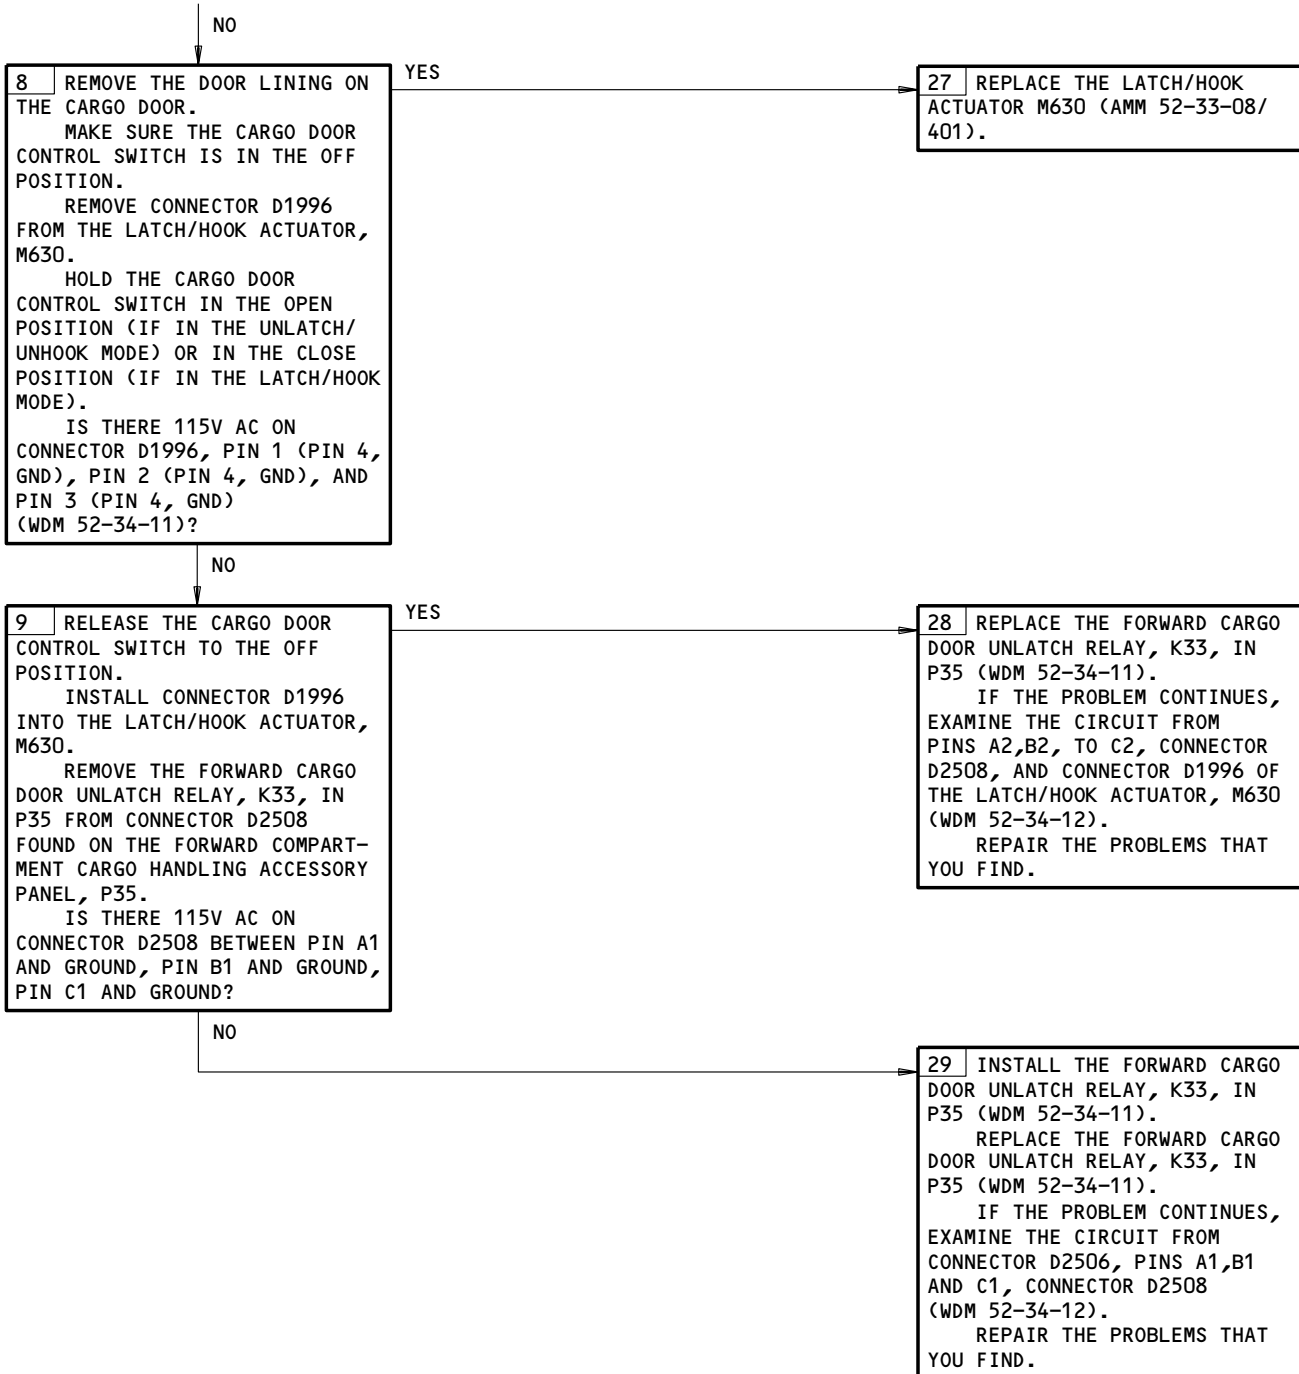 NO
8 REMOVE THE DOOR LINING ON
THE CARGO DOOR.
MAKE SURE THE CARGO DOOR
CONTROL SWITCH IS IN THE OFF
POSITION.
REMOVE CONNECTOR D1996
FROM THE LATCH/HOOK ACTUATOR,
M630.
HOLD THE CARGO DOOR
CONTROL SWITCH IN THE OPEN
POSITION (IF IN THE UNLATCH/
UNHOOK MODE) OR IN THE CLOSE
POSITION (IF IN THE LATCH/HOOK
MODE).
IS THERE 115V AC ON
CONNECTOR D1996, PIN 1 (PIN 4,
GND), PIN 2 (PIN 4, GND), AND
PIN 3 (PIN 4, GND)
(WDM 52-34-11)?
YES
27 REPLACE THE LATCH/HOOK
ACTUATOR M630 (AMM 52-33-08/
401).
NO
9 RELEASE THE CARGO DOOR
CONTROL SWITCH TO THE OFF
POSITION.
INSTALL CONNECTOR D1996
INTO THE LATCH/HOOK ACTUATOR,
M630.
REMOVE THE FORWARD CARGO
DOOR UNLATCH RELAY, K33, IN
P35 FROM CONNECTOR D2508
FOUND ON THE FORWARD COMPART-
MENT CARGO HANDLING ACCESSORY
PANEL, P35.
IS THERE 115V AC ON
CONNECTOR D2508 BETWEEN PIN A1
AND GROUND, PIN B1 AND GROUND,
PIN C1 AND GROUND?
YES
28 REPLACE THE FORWARD CARGO
DOOR UNLATCH RELAY, K33, IN
P35 (WDM 52-34-11).
IF THE PROBLEM CONTINUES,
EXAMINE THE CIRCUIT FROM
PINS A2,B2, TO C2, CONNECTOR
D2508, AND CONNECTOR D1996 OF
THE LATCH/HOOK ACTUATOR, M630
(WDM 52-34-12).
REPAIR THE PROBLEMS THAT
YOU FIND.
NO
29 INSTALL THE FORWARD CARGO
DOOR UNLATCH RELAY, K33, IN
P35 (WDM 52-34-11).
REPLACE THE FORWARD CARGO
DOOR UNLATCH RELAY, K33, IN
P35 (WDM 52-34-11).
IF THE PROBLEM CONTINUES,
EXAMINE THE CIRCUIT FROM
CONNECTOR D2506, PINS A1,B1
AND C1, CONNECTOR D2508
(WDM 52-34-12).
REPAIR THE PROBLEMS THAT
YOU FIND.